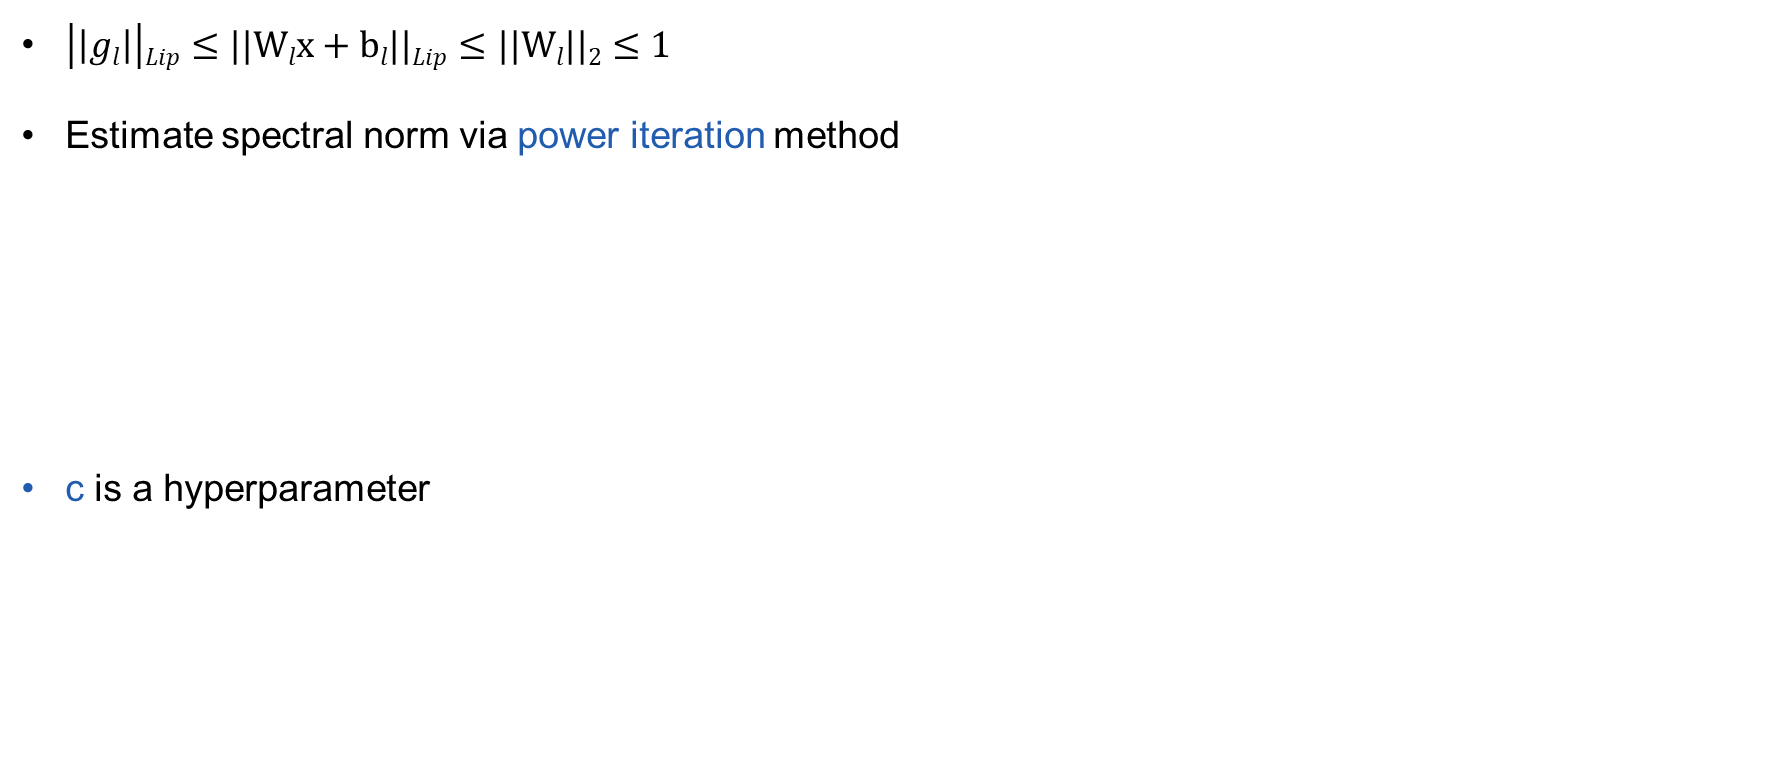 • ||g_l||_Lip ≤ ||W_l x + b_l||_Lip ≤ ||W_l||_2 ≤ 1
• Estimate spectral norm via power iteration method
• c is a hyperparameter